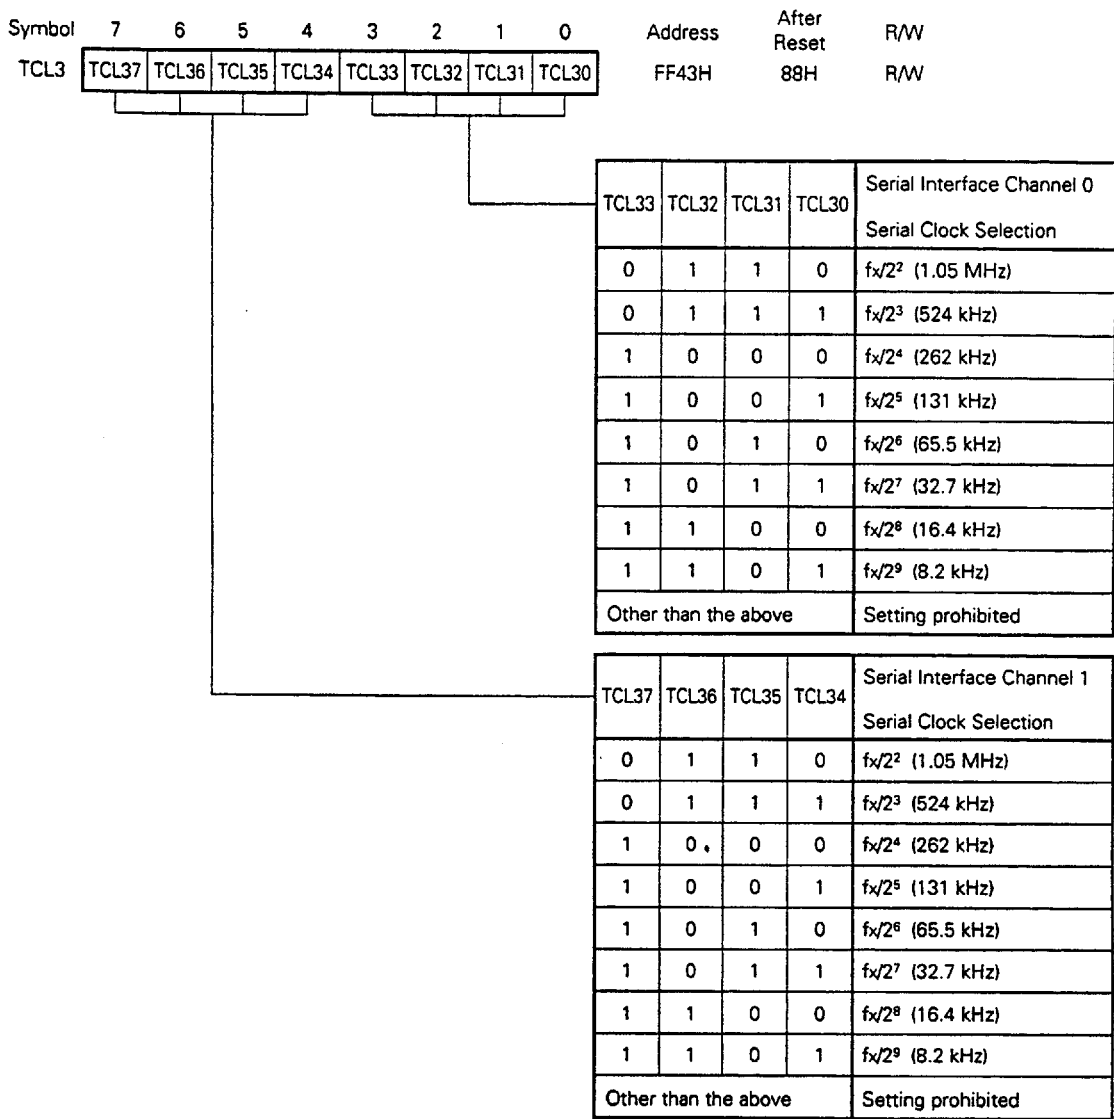 Symbol 7 6 5 4 3 2 1 0 Address After Reset R/W
TCL3 TCL37 TCL36 TCL35 TCL34 TCL33 TCL32 TCL31 TCL30 FF43H 88H R/W
TCL33 TCL32 TCL31 TCL30 Serial Interface Channel 0
Serial Clock Selection
0 1 1 0 fx/2² (1.05 MHz)
0 1 1 1 fx/2³ (524 kHz)
1 0 0 0 fx/2⁴ (262 kHz)
1 0 0 1 fx/2⁵ (131 kHz)
1 0 1 0 fx/2⁶ (65.5 kHz)
1 0 1 1 fx/2⁷ (32.7 kHz)
1 1 0 0 fx/2⁸ (16.4 kHz)
1 1 0 1 fx/2⁹ (8.2 kHz)
Other than the above Setting prohibited
TCL37 TCL36 TCL35 TCL34 Serial Interface Channel 1
Serial Clock Selection
0 1 1 0 fx/2² (1.05 MHz)
0 1 1 1 fx/2³ (524 kHz)
1 0 0 0 fx/2⁴ (262 kHz)
1 0 0 1 fx/2⁵ (131 kHz)
1 0 1 0 fx/2⁶ (65.5 kHz)
1 0 1 1 fx/2⁷ (32.7 kHz)
1 1 0 0 fx/2⁸ (16.4 kHz)
1 1 0 1 fx/2⁹ (8.2 kHz)
Other than the above Setting prohibited